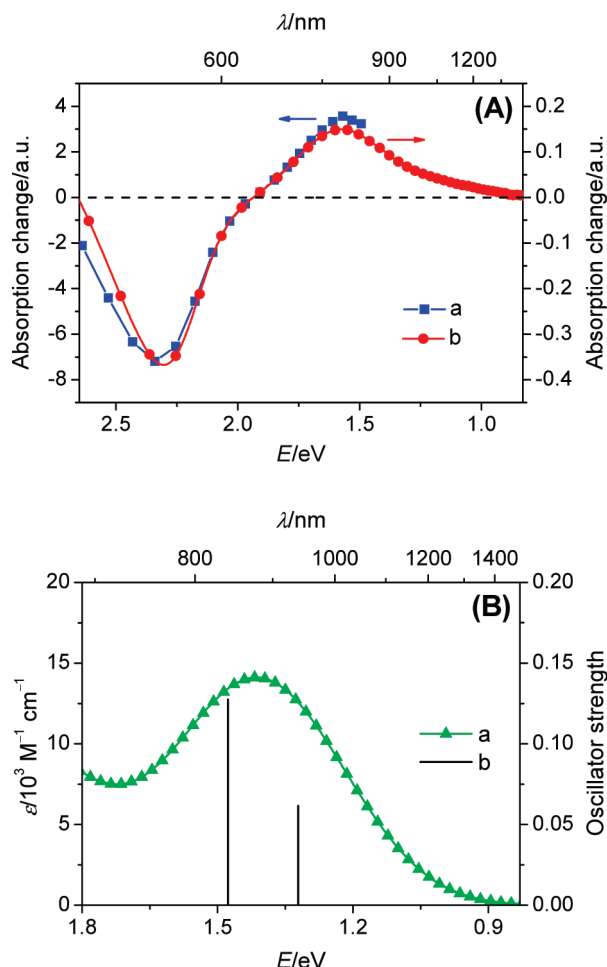 λ/nm
600 900 1200
(A)
Absorption change/a.u.
4
2
0
-2
-4
-6
-8
0.2
0.1
0.0
-0.1
-0.2
-0.3
-0.4
Absorption change/a.u.
a
b
2.5 2.0 1.5 1.0
E/eV
λ/nm
800 1000 1200 1400
(B)
ε/10³ M⁻¹ cm⁻¹
20
15
10
5
0
0.20
0.15
0.10
0.05
0.00
Oscillator strength
a
b
1.8 1.5 1.2 0.9
E/eV